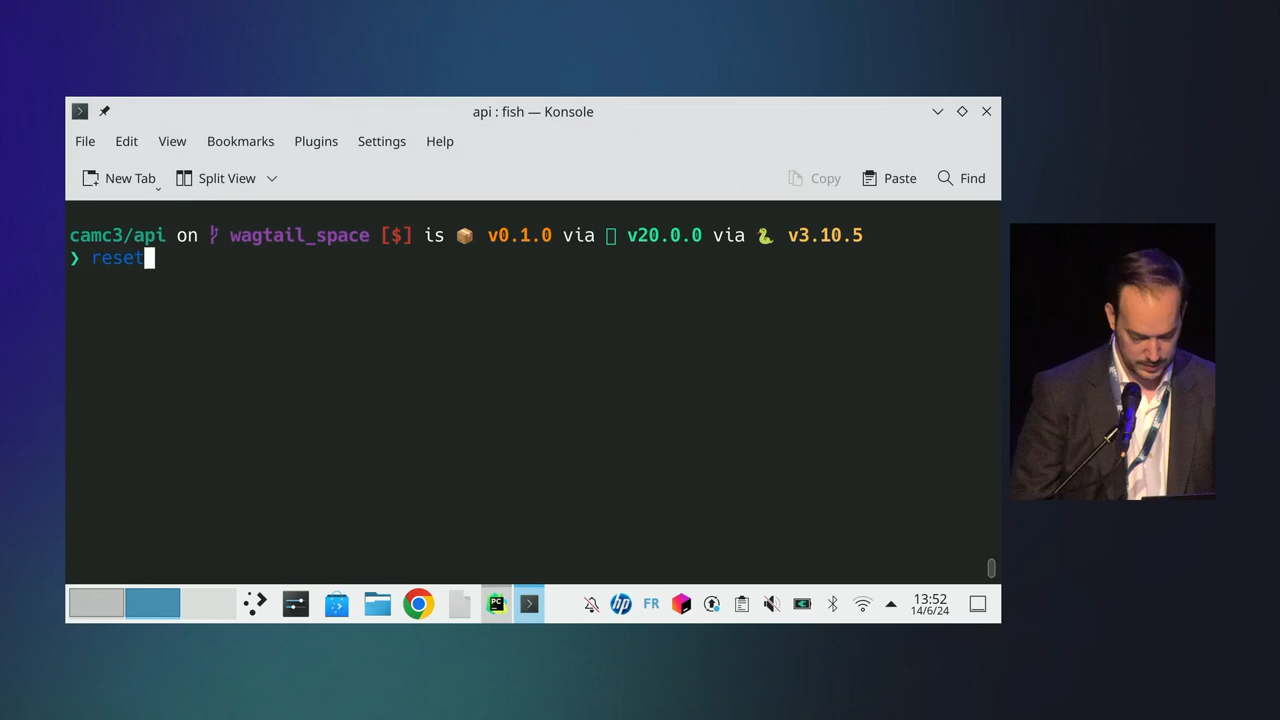 api : fish — Konsole
File Edit View Bookmarks Plugins Settings Help
New Tab Split View Copy Paste Find
camc3/api on wagtail_space [$] is v0.1.0 via v20.0.0 via v3.10.5
❯ reset
PC hp FR 13:52
14/6/24